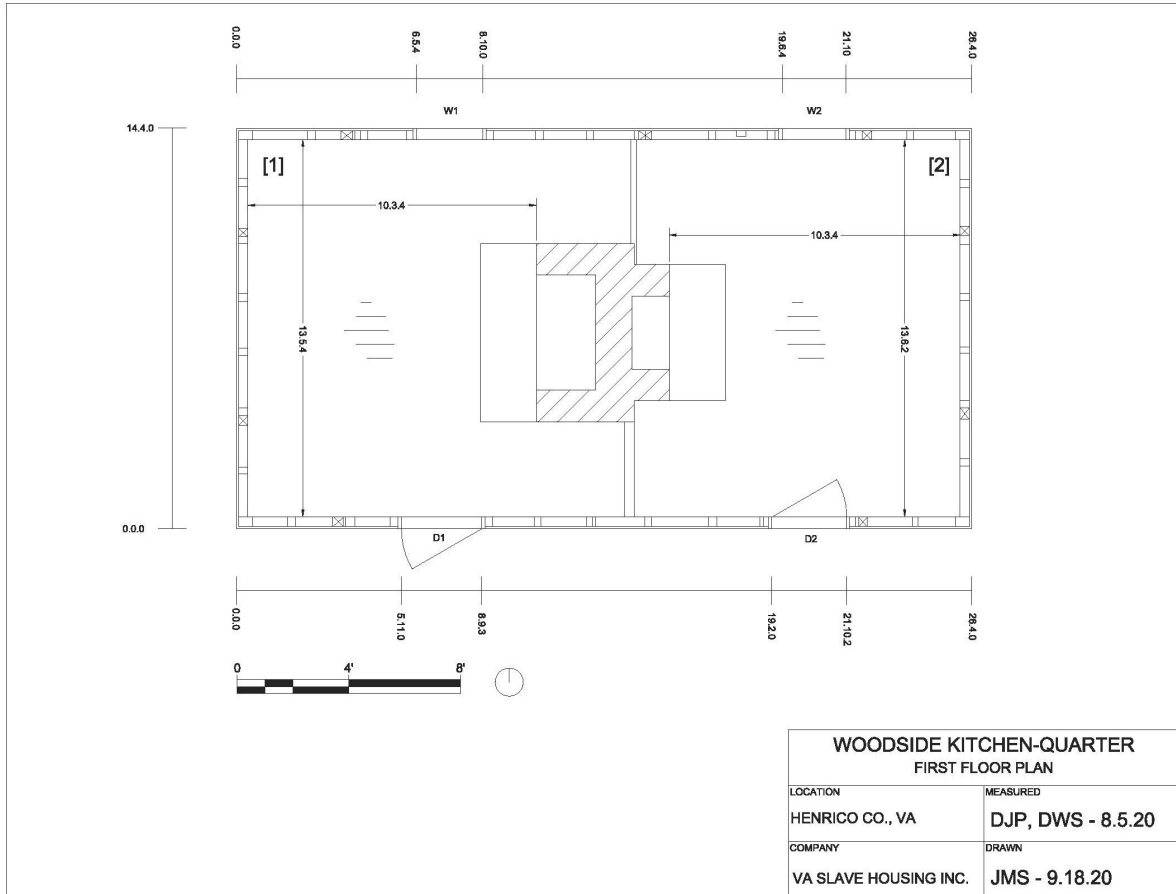 0.0.0
6.5.4
8.10.0
19.6.4
21.10
26.4.0
W1
W2
14.4.0
[1]
[2]
10.3.4
10.3.4
13.5.4
13.6.2
0.0.0
D1
D2
0.0.0
5.11.0
8.9.3
19.2.0
21.10.2
26.4.0
0
4'
8'
WOODSIDE KITCHEN-QUARTER
FIRST FLOOR PLAN
LOCATION
HENRICO CO., VA
MEASURED
DJP, DWS - 8.5.20
COMPANY
VA SLAVE HOUSING INC.
DRAWN
JMS - 9.18.20